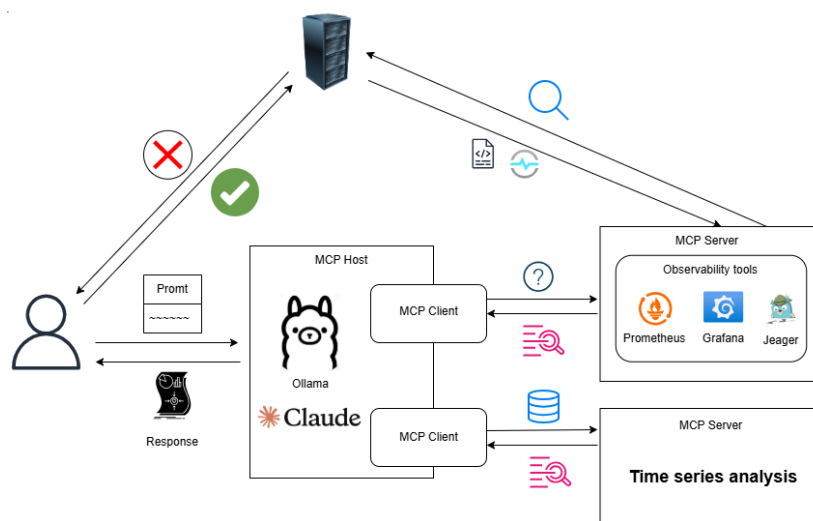 MCP Server
MCP Host
Observability tools
Promt
~~~~~~
MCP Client
Prometheus
Grafana
Jeager
Ollama
Claude
Response
MCP Client
MCP Server
Time series analysis